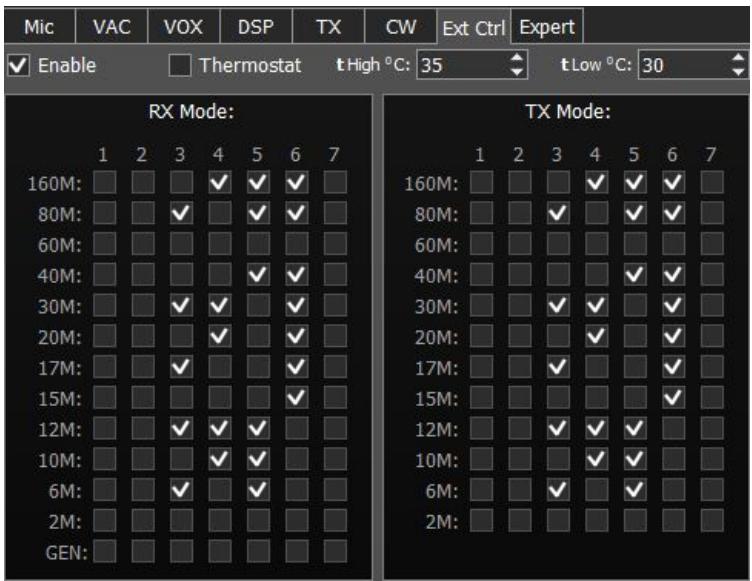 Mic VAC VOX DSP TX CW Ext Ctrl Expert
Enable Thermostat t High °C: 35 t Low °C: 30
RX Mode:
1 2 3 4 5 6 7
160M:
80M:
60M:
40M:
30M:
20M:
17M:
15M:
12M:
10M:
6M:
2M:
GEN:
TX Mode:
1 2 3 4 5 6 7
160M:
80M:
60M:
40M:
30M:
20M:
17M:
15M:
12M:
10M:
6M:
2M: